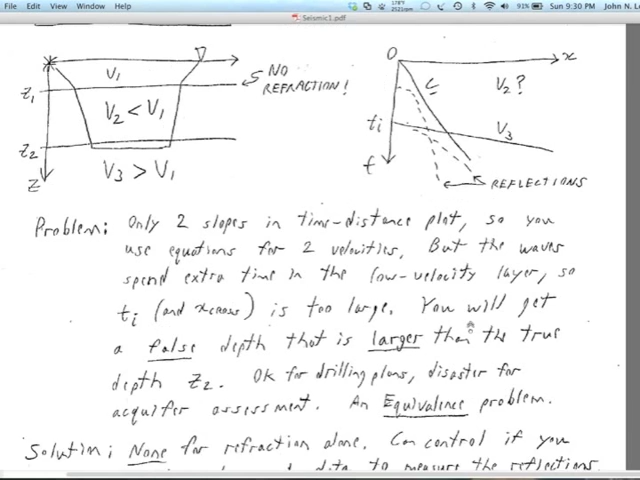 File Edit View Window Help
178°F
2521rpm
91%
Sun 9:30 PM
John N. Lo
Seismic1.pdf
V1
NO
REFRACTION!
Z1
V2 < V1
Z2
V3 > V1
Z
O
x
V2?
ti
V3
t
REFLECTIONS
Problem: Only 2 slopes in time-distance plot, so you
use equations for 2 velocities. But the waves
spend extra time in the low-velocity layer, so
ti (and xcross) is too large. You will get
a false depth that is larger than the true
depth Z2. OK for drilling plans, disaster for
acquifer assessment. An Equivalence problem.
Solution: None for refraction alone. Can control if you
data to measure the reflections